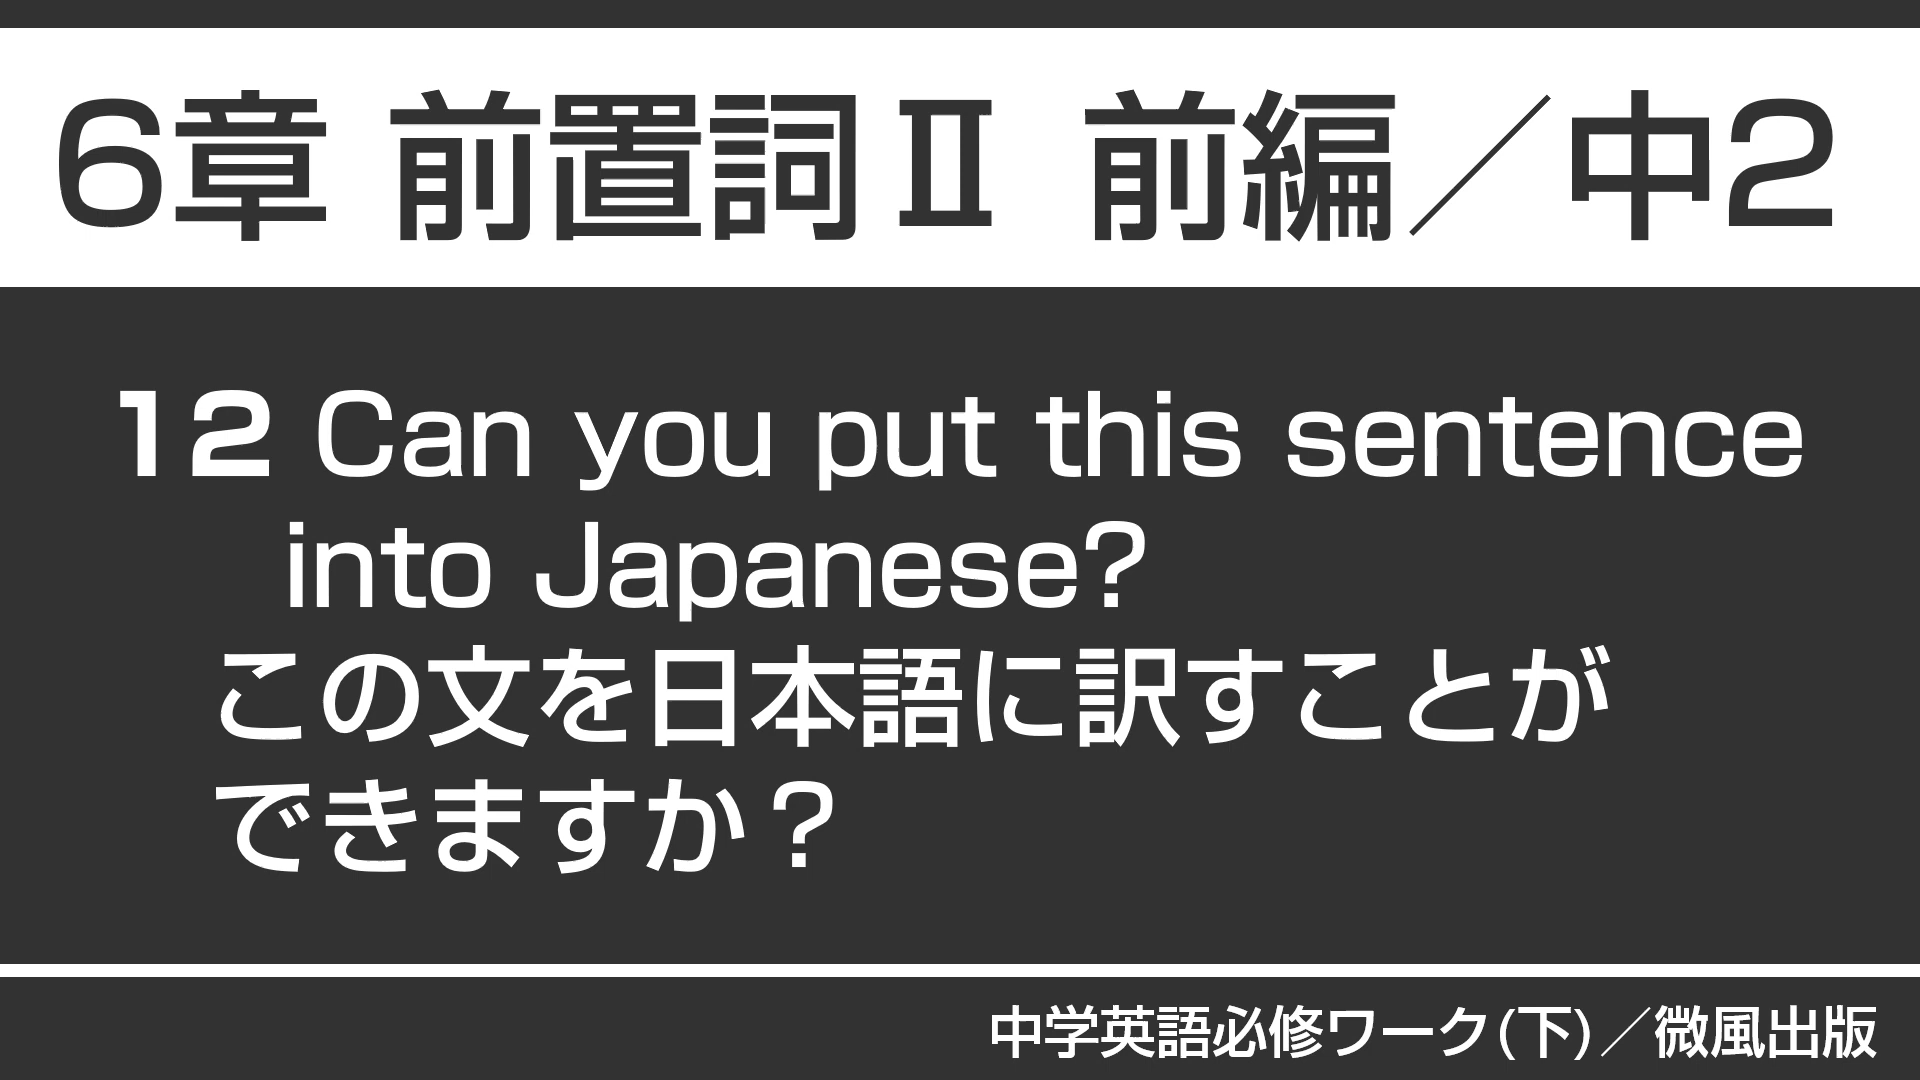 6章 前置詞Ⅱ 前編／中2
12 Can you put this sentence
into Japanese?
この文を日本語に訳すことが
できますか？
中学英語必修ワーク(下)／微風出版